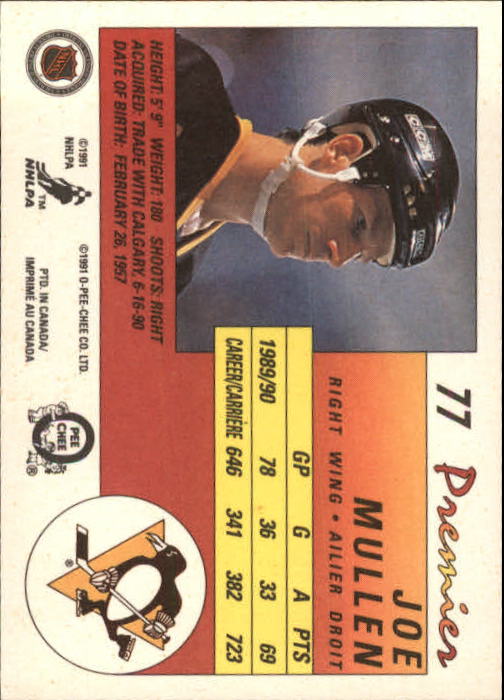 77 Premier
JOE
MULLEN
RIGHT WING • AILIER DROIT
GP G A PTS
1989/90 78 36 33 69
CAREER/CARRIÈRE 646 341 382 723
CCM
HEIGHT: 5' 9" WEIGHT: 180 SHOOTS: RIGHT
ACQUIRED: TRADE WITH CALGARY, 6-16-90
DATE OF BIRTH: FEBRUARY 26, 1957
NHL
©1991
NHLPA
NHLPA™
©1991 O-PEE-CHEE CO. LTD.
PTD. IN CANADA/
IMPRIMÉ AU CANADA
O
PEE
CHEE
®
®